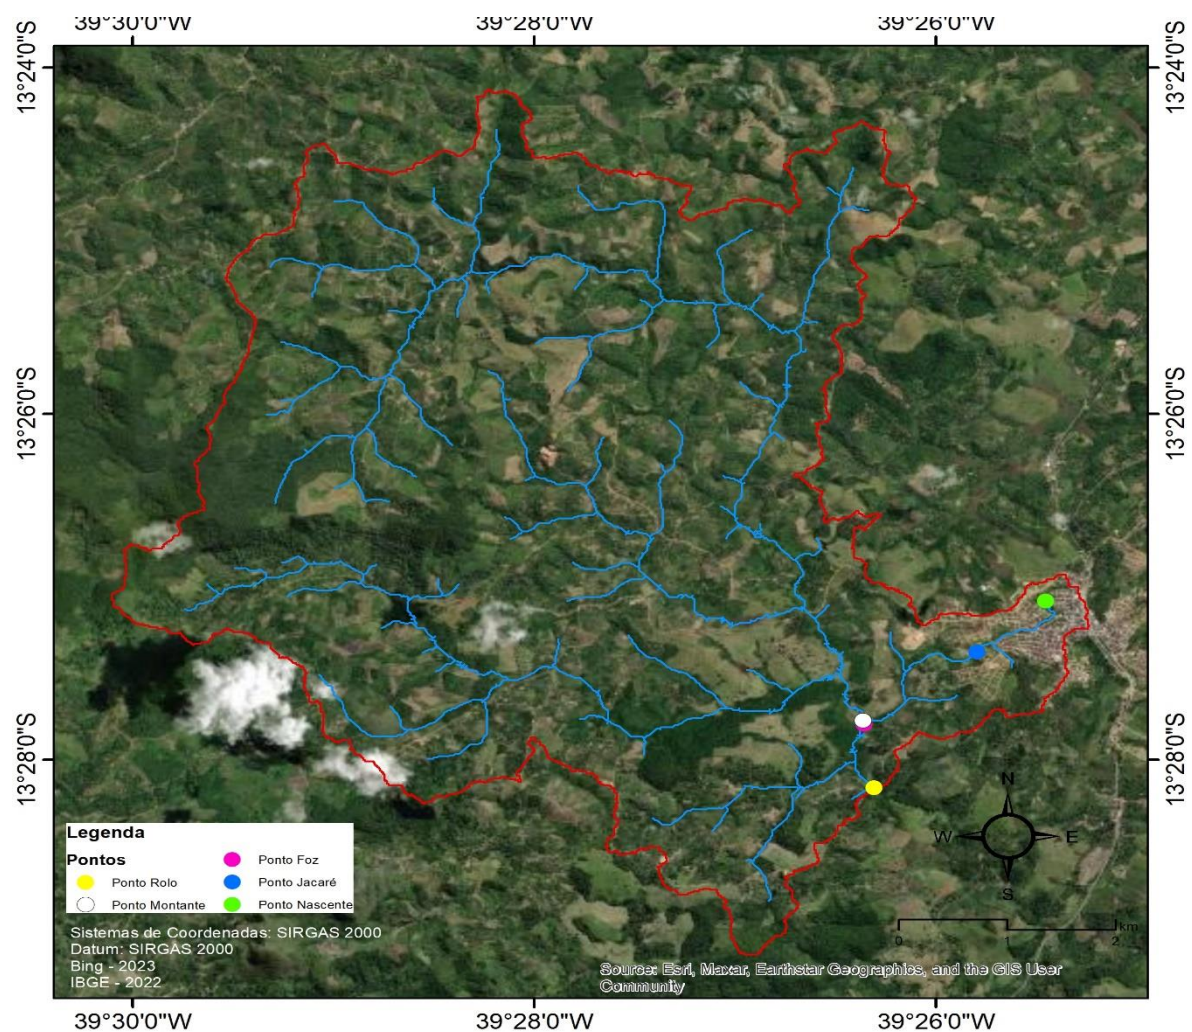 39°30'0"W 39°28'0"W 39°26'0"W
13°24'0"S 13°24'0"S
13°26'0"S 13°26'0"S
13°28'0"S 13°28'0"S
N
W E
S
Legenda
Pontos
Ponto Rolo
Ponto Montante
Ponto Foz
Ponto Jacaré
Ponto Nascente
Sistemas de Coordenadas: SIRGAS 2000
Datum: SIRGAS 2000
Bing - 2023
IBGE - 2022
km
0 1 2
Source: Esri, Maxar, Earthstar Geographics, and the GIS User
Community
39°30'0"W 39°28'0"W 39°26'0"W